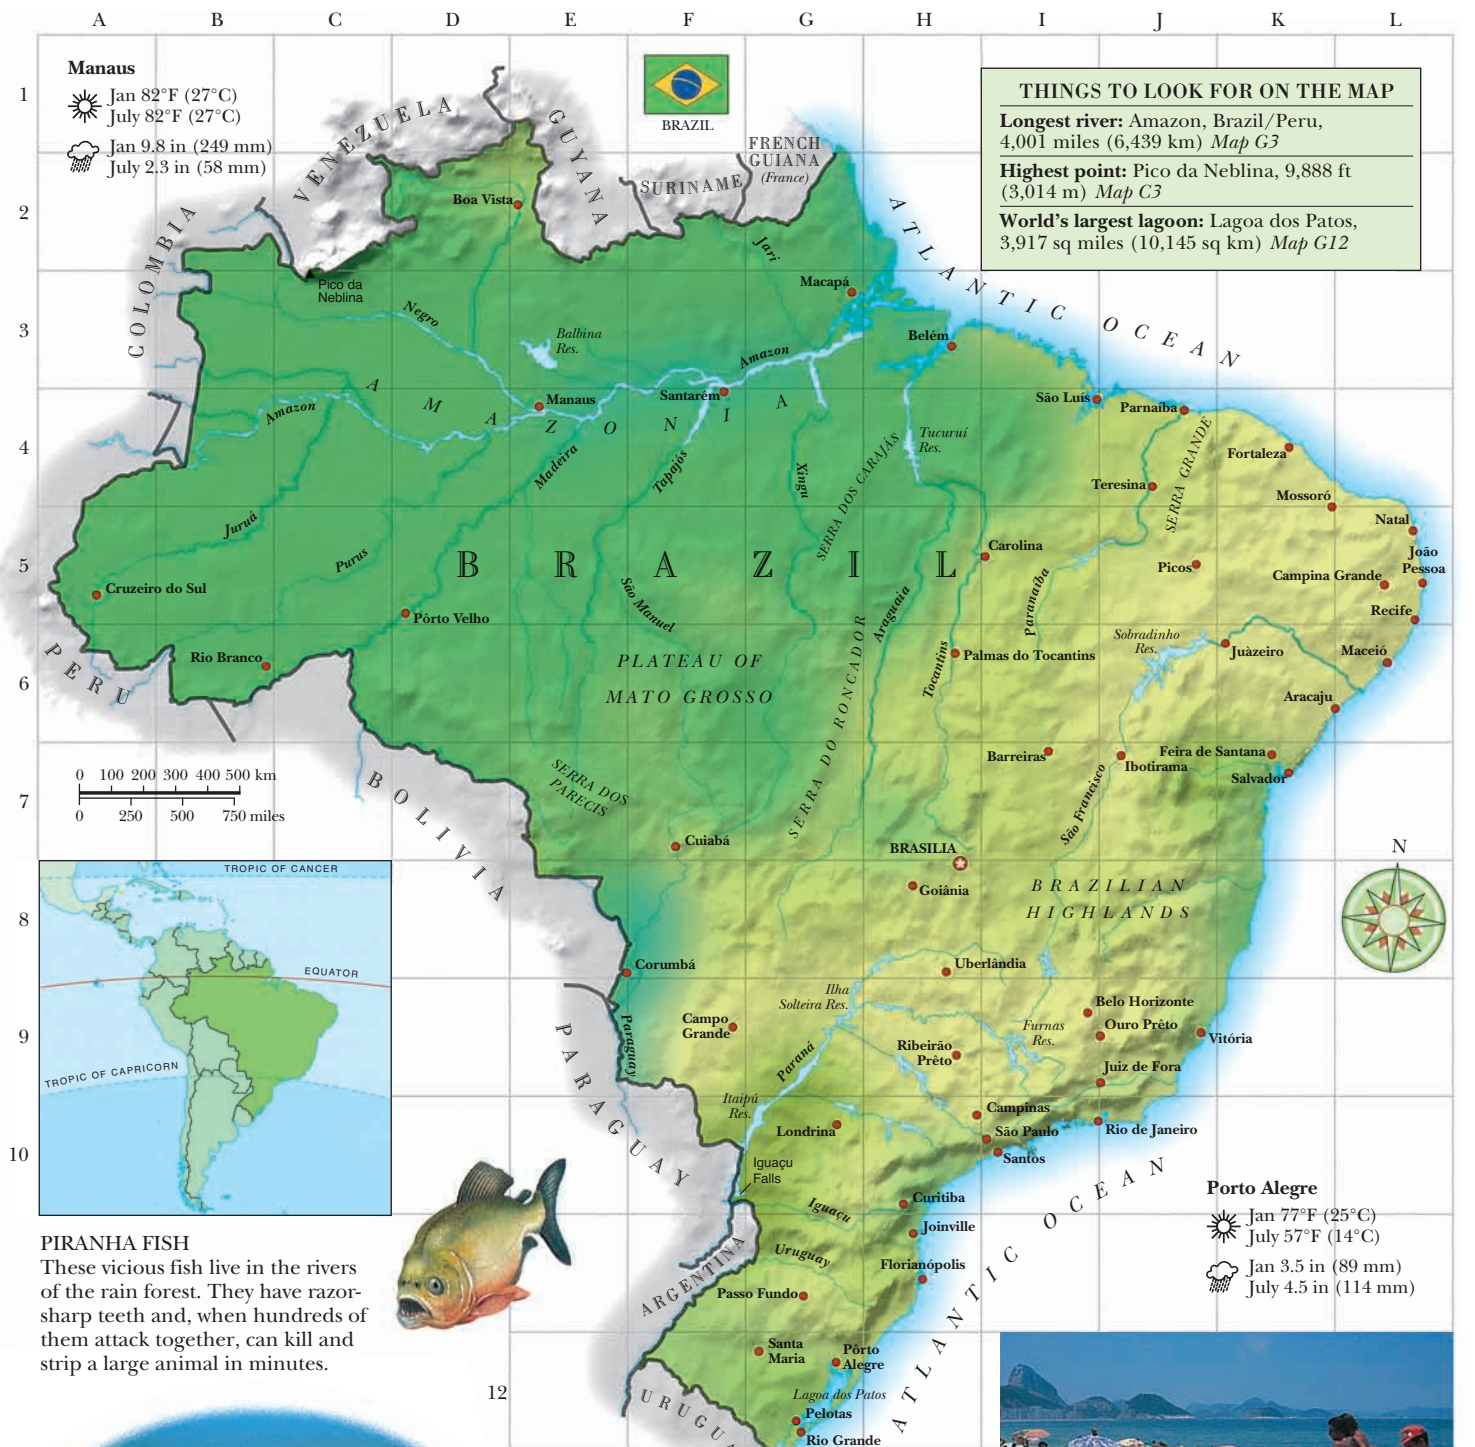 A B C D E F G H I J K L
1
2
3
4
5
6
7
8
9
10
12
Manaus
Jan 82°F (27°C)
July 82°F (27°C)
Jan 9.8 in (249 mm)
July 2.3 in (58 mm)
BRAZIL
THINGS TO LOOK FOR ON THE MAP
Longest river: Amazon, Brazil/Peru,
4,001 miles (6,439 km) Map G3
Highest point: Pico da Neblina, 9,888 ft
(3,014 m) Map C3
World's largest lagoon: Lagoa dos Patos,
3,917 sq miles (10,145 sq km) Map G12
VENEZUELA
GUYANA
SURINAME
FRENCH
GUIANA
(France)
COLOMBIA
ATLANTIC OCEAN
Boa Vista
Jari
Pico da
Neblina
Macapá
Negro
Balbina
Res.
Amazon
Belém
AMAZONIA
Amazon
Manaus
Santarém
São Luís
Parnaíba
Tucuruí
Res.
Fortaleza
Madeira
Tapajós
Xingu
SERRA DOS CARAJÁS
SERRA GRANDE
Teresina
Mossoró
Juruá
Purus
Natal
João
Pessoa
Carolina
BRAZIL
Picos
Campina Grande
Cruzeiro do Sul
Pôrto Velho
São Manuel
Araguaia
Paranaíba
Recife
PERU
Rio Branco
PLATEAU OF
MATO GROSSO
SERRA DO RONCADOR
Tocantins
Palmas do Tocantins
Sobradinho
Res.
Juàzeiro
Maceió
Aracaju
Barreiras
Ibotirama
Feira de Santana
Salvador
0 100 200 300 400 500 km
0 250 500 750 miles
BOLIVIA
SERRA DOS
PARECIS
São Francisco
Cuiabá
BRASILIA
Goiânia
BRAZILIAN
HIGHLANDS
N
TROPIC OF CANCER
EQUATOR
TROPIC OF CAPRICORN
Corumbá
Uberlândia
Ilha
Solteira Res.
Belo Horizonte
Ouro Prêto
Vitória
Campo
Grande
Paraguay
Paraná
Furnas
Res.
Ribeirão
Prêto
Juiz de Fora
PARAGUAY
Itaipú
Res.
Londrina
Campinas
São Paulo
Santos
Rio de Janeiro
Iguaçu
Falls
Iguaçu
Curitiba
Joinville
ATLANTIC OCEAN
Uruguay
Florianópolis
ARGENTINA
Passo Fundo
Porto Alegre
Jan 77°F (25°C)
July 57°F (14°C)
Jan 3.5 in (89 mm)
July 4.5 in (114 mm)
PIRANHA FISH
These vicious fish live in the rivers
of the rain forest. They have razor-
sharp teeth and, when hundreds of
them attack together, can kill and
strip a large animal in minutes.
Santa
Maria
Pôrto
Alegre
Lagoa dos Patos
Pelotas
Rio Grande